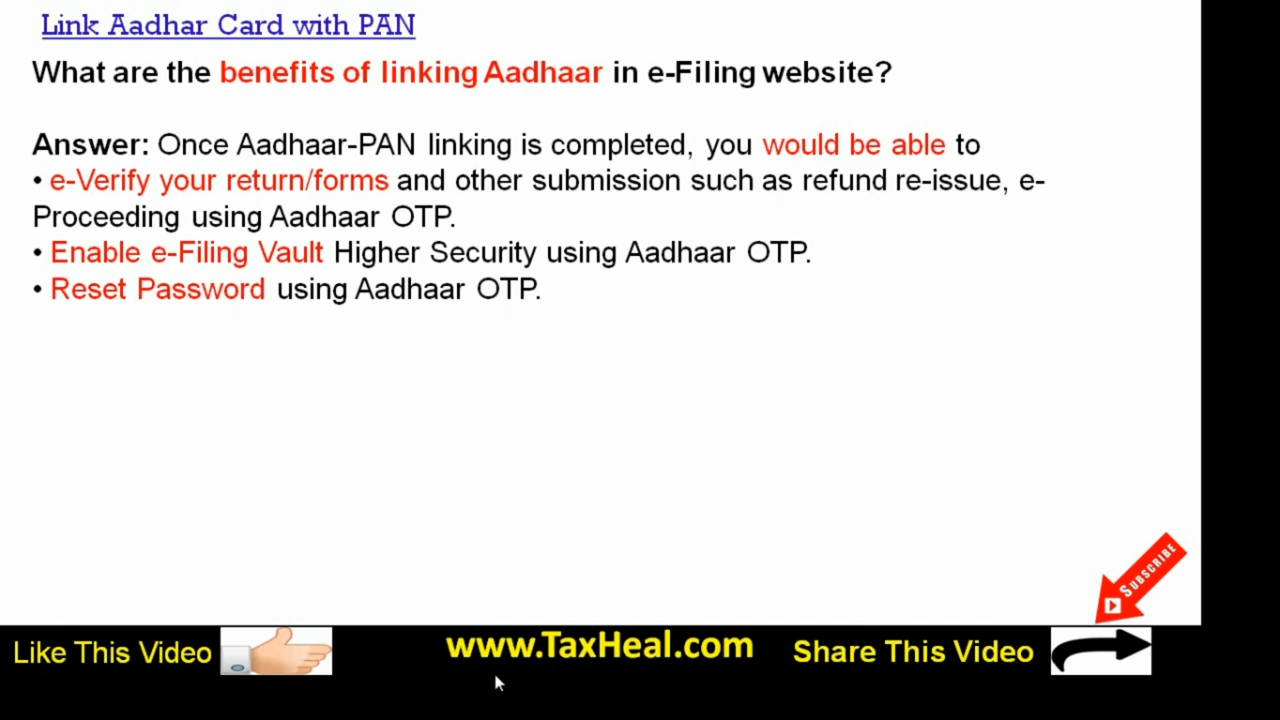 Link Aadhar Card with PAN
What are the benefits of linking Aadhaar in e-Filing website?
Answer: Once Aadhaar-PAN linking is completed, you would be able to
• e-Verify your return/forms and other submission such as refund re-issue, e-
Proceeding using Aadhaar OTP.
• Enable e-Filing Vault Higher Security using Aadhaar OTP.
• Reset Password using Aadhaar OTP.
SUBSCRIBE
Like This Video
www.TaxHeal.com
Share This Video